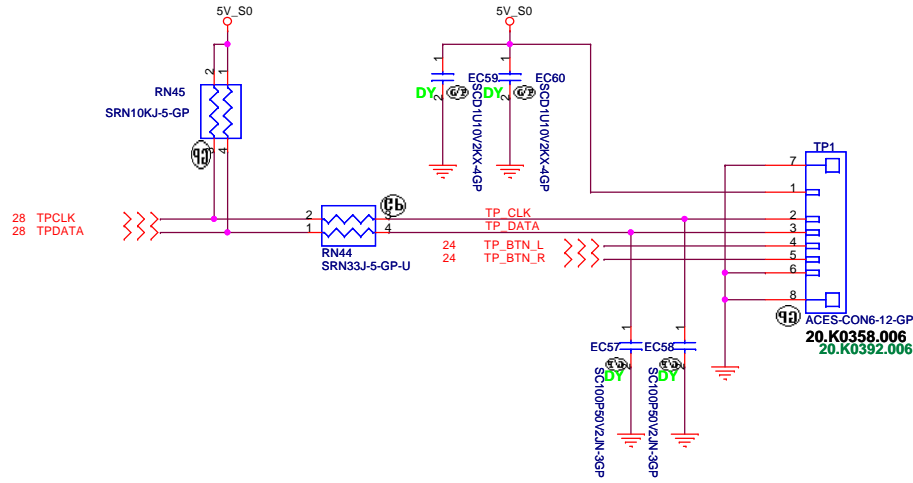 5V_S0
5V_S0
2
1
RN45
SRN10KJ-5-GP
3
4
1
EC59
2
DY
SCD1U10V2KX-4GP
1
EC60
2
DY
SCD1U10V2KX-4GP
TP1
7
1
2
3
4
5
6
8
28 TPCLK
28 TPDATA
2
1
3
4
RN44
SRN33J-5-GP-U
TP_CLK
TP_DATA
24 TP_BTN_L
24 TP_BTN_R
ACES-CON6-12-GP
20.K0358.006
20.K0392.006
1
EC57
2
DY
SC100P50V2JN-3GP
1
EC58
2
DY
SC100P50V2JN-3GP